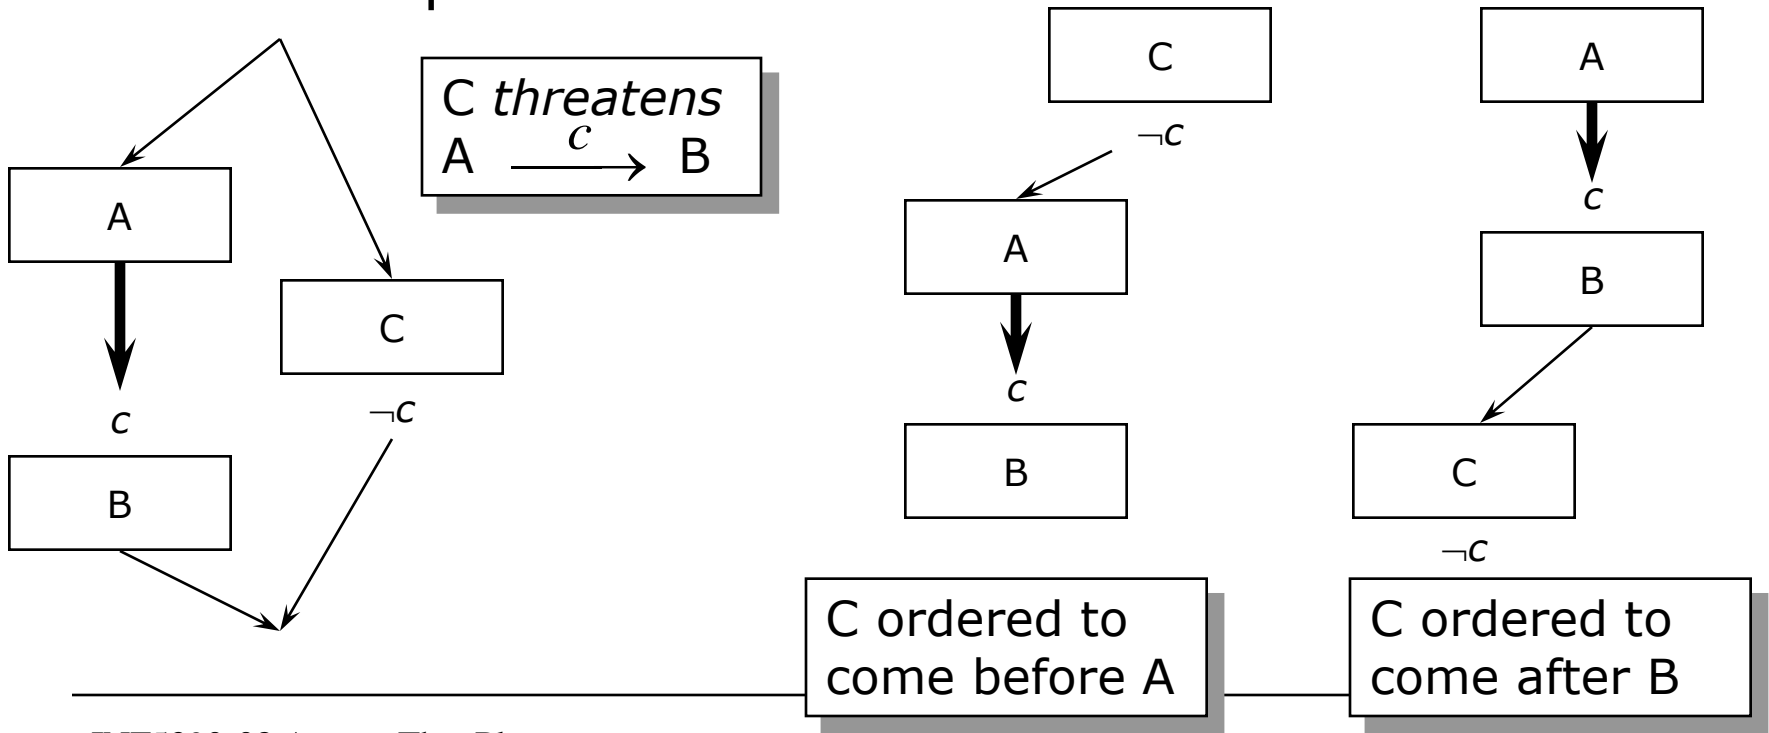 C threatens
A c B
A
c
B
C
¬c
C
¬c
A
c
B
C ordered to
come before A
A
c
B
C
¬c
C ordered to
come after B